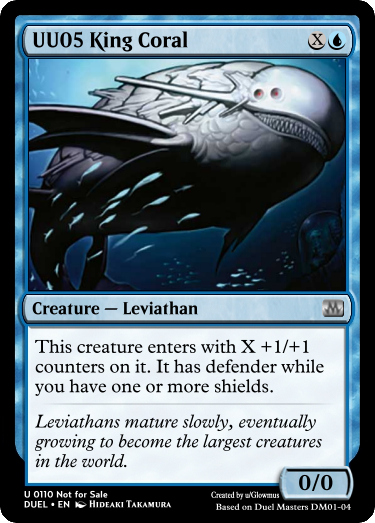 UU05 King Coral
X
Creature — Leviathan
This creature enters with X +1/+1
counters on it. It has defender while
you have one or more shields.
Leviathans mature slowly, eventually
growing to become the largest creatures
in the world.
0/0
U 0110 Not for Sale
DUEL • EN Hideaki Takamura
Created by u/Glowmus
Based on Duel Masters DM01-04